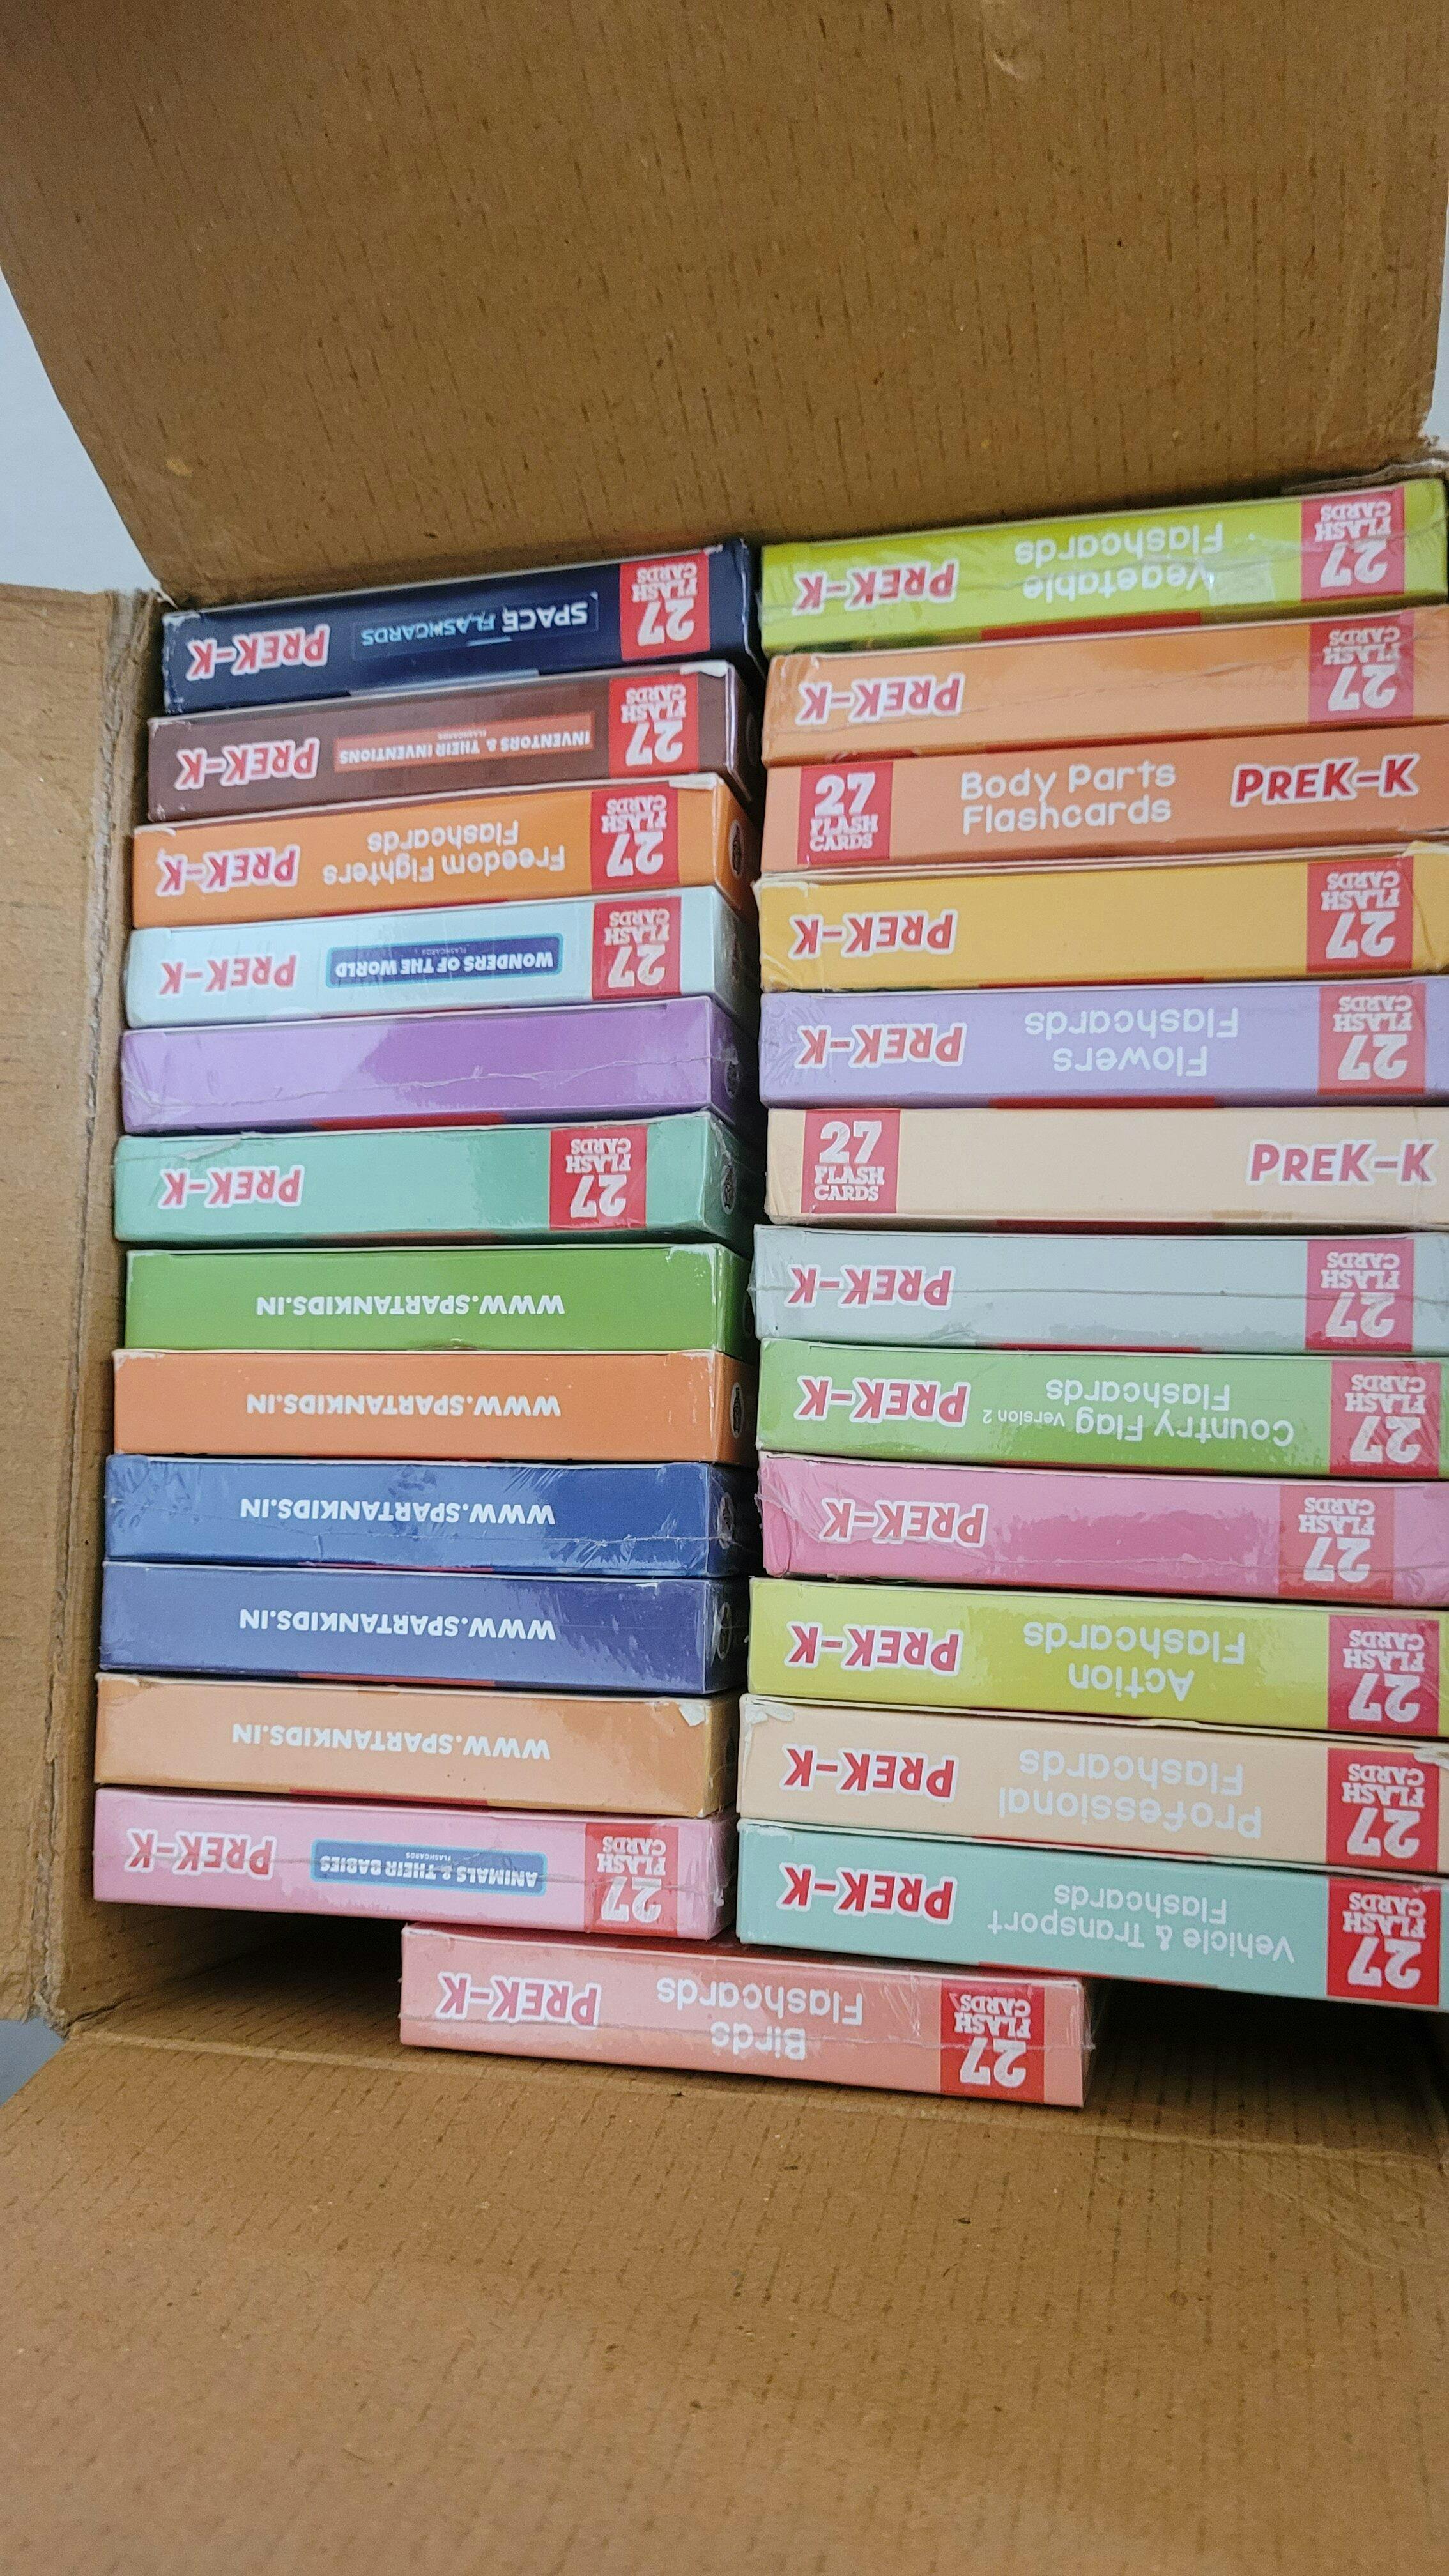 PREK-K
SPACE FLASHCARDS
27
FLASH
CARDS
PREK-K
INVENTORS & THEIR INVENTIONS
FLASHCARDS
27
FLASH
CARDS
PREK-K
Freedom Fighters
Flashcards
27
FLASH
CARDS
PREK-K
WONDERS OF THE WORLD
FLASHCARDS
27
FLASH
CARDS
PREK-K
27
FLASH
CARDS
WWW.SPARTANKIDS.IN
WWW.SPARTANKIDS.IN
WWW.SPARTANKIDS.IN
WWW.SPARTANKIDS.IN
WWW.SPARTANKIDS.IN
PREK-K
ANIMALS & THEIR BABIES
FLASHCARDS
27
FLASH
CARDS
PREK-K
Vegetable
Flashcards
27
FLASH
CARDS
PREK-K
27
FLASH
CARDS
27
FLASH
CARDS
Body Parts
Flashcards
PREK-K
PREK-K
27
FLASH
CARDS
PREK-K
Flowers
Flashcards
27
FLASH
CARDS
27
FLASH
CARDS
PREK-K
PREK-K
27
FLASH
CARDS
PREK-K
Country Flag Version 2
Flashcards
27
FLASH
CARDS
PREK-K
27
FLASH
CARDS
PREK-K
Action
Flashcards
27
FLASH
CARDS
PREK-K
Professional
Flashcards
27
FLASH
CARDS
PREK-K
Vehicle & Transport
Flashcards
27
FLASH
CARDS
PREK-K
Birds
Flashcards
27
FLASH
CARDS